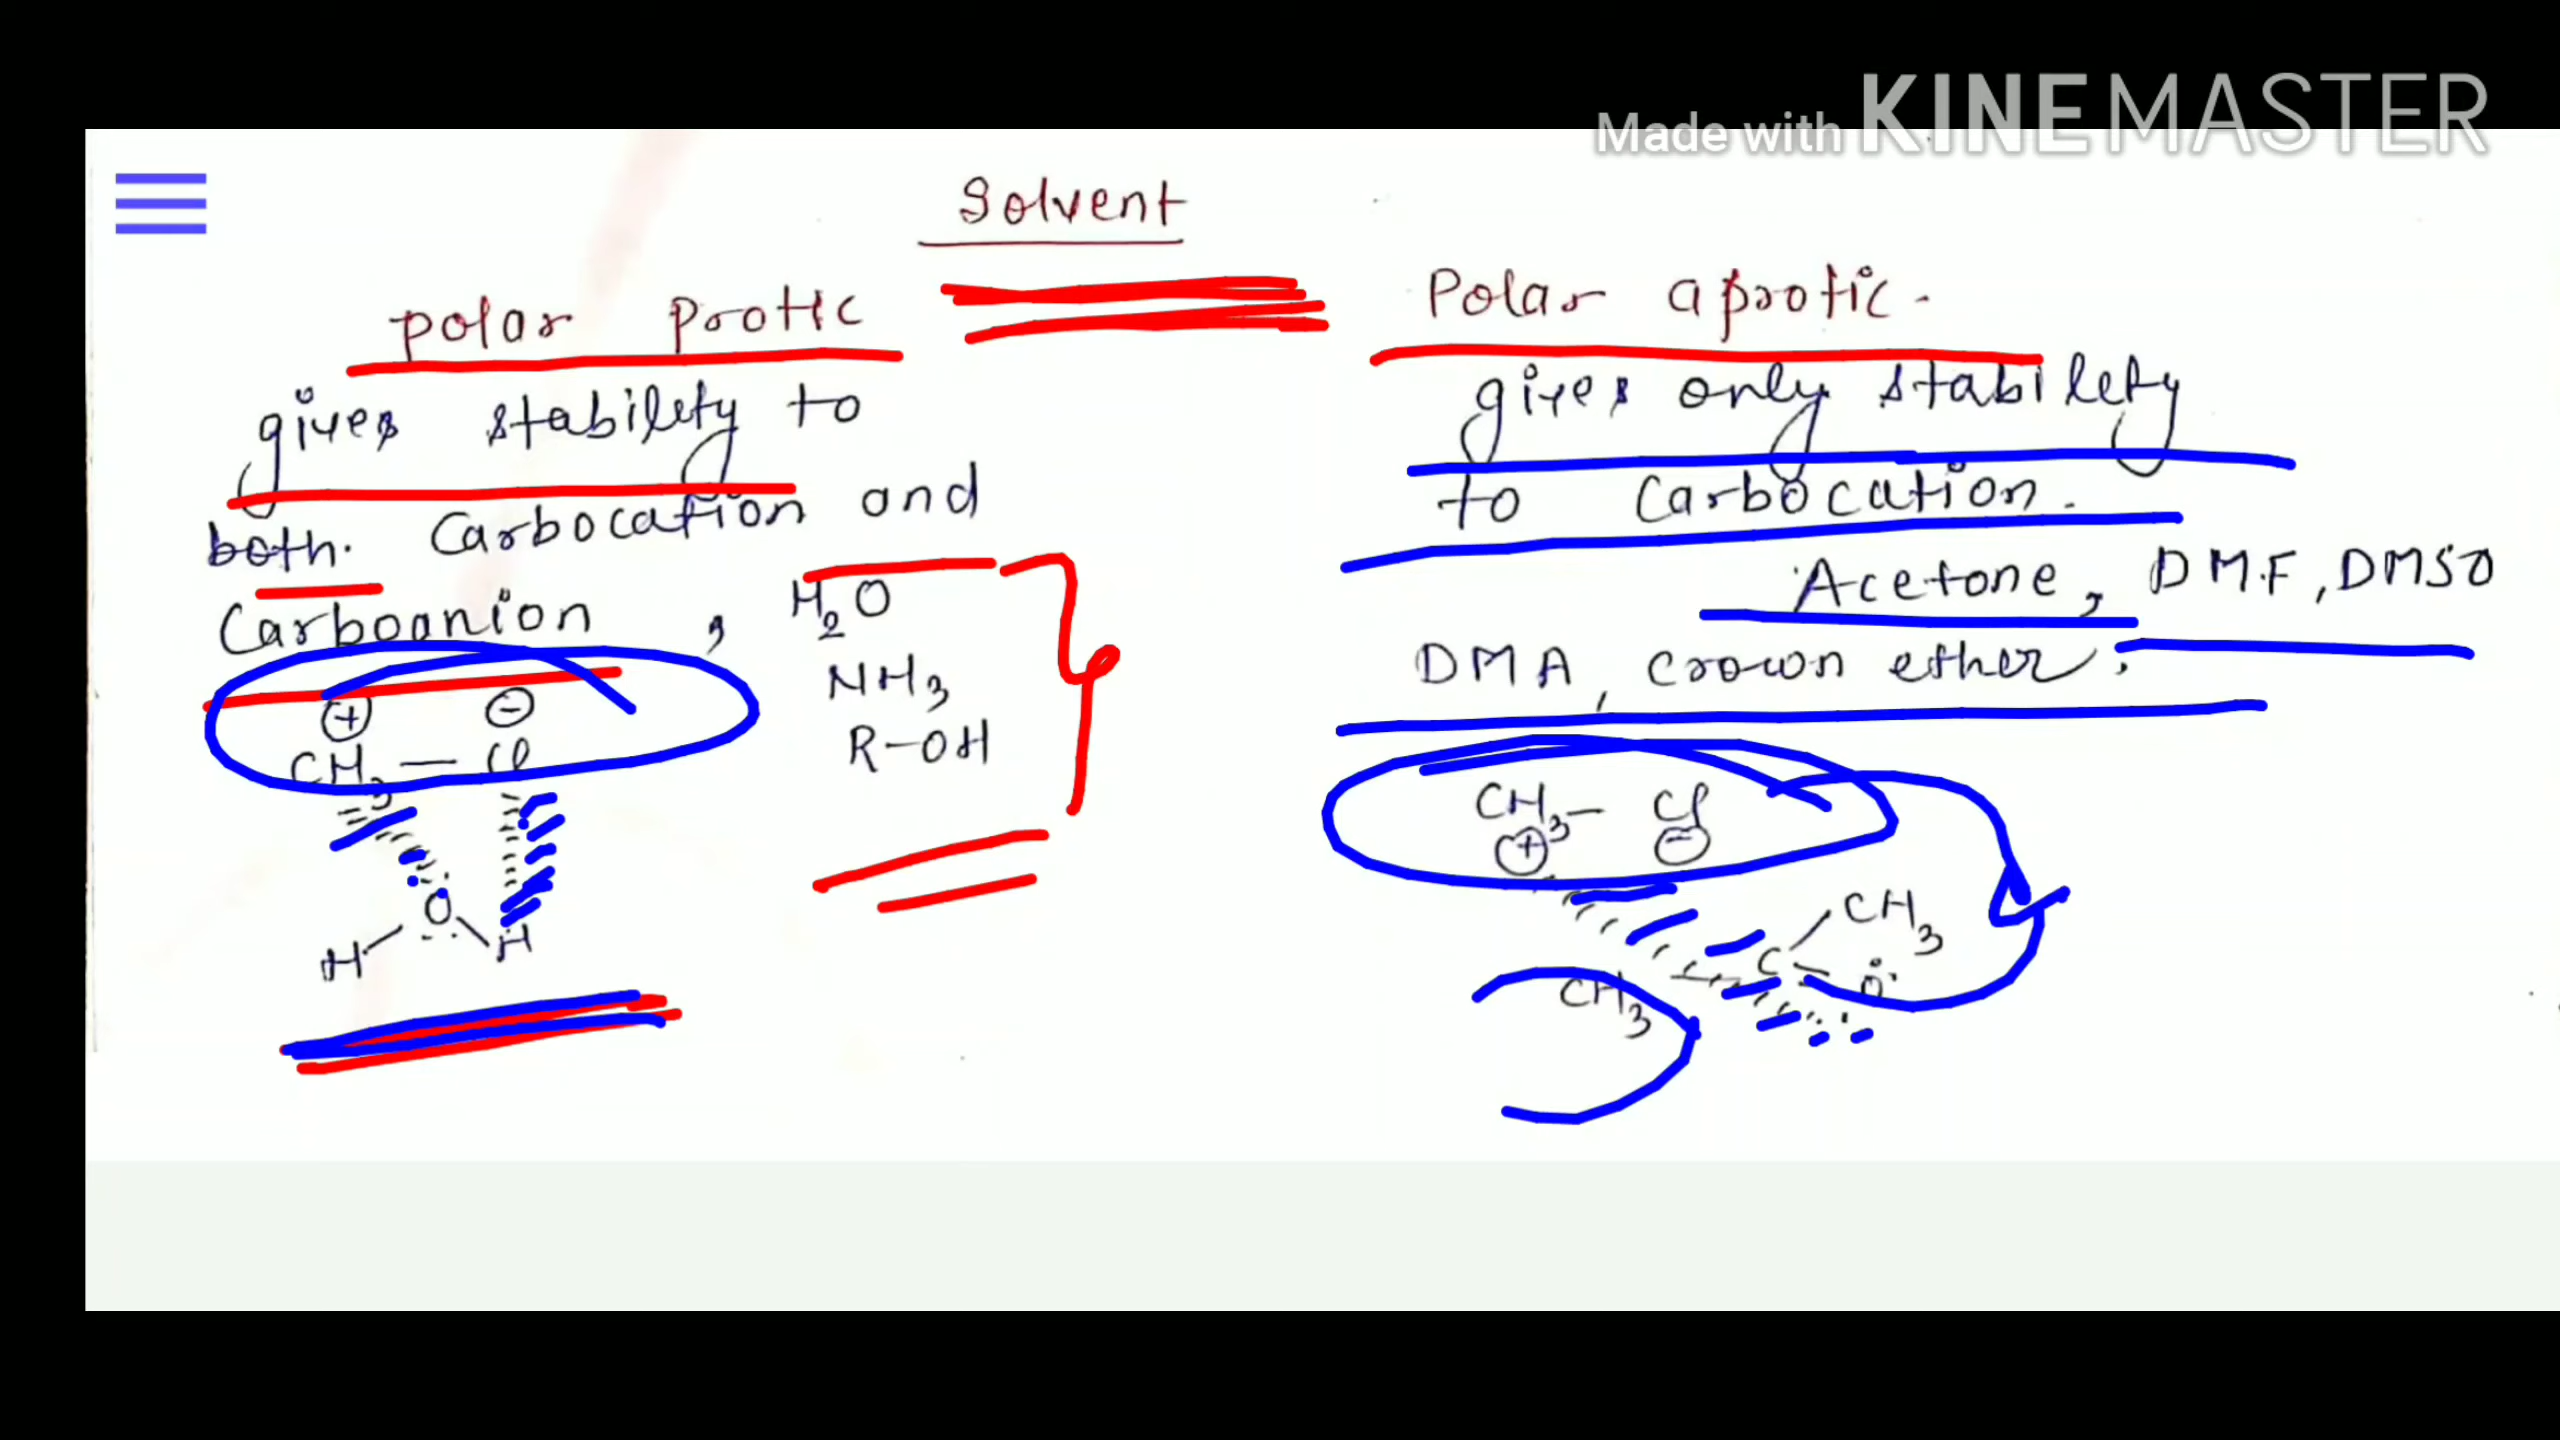 Made with KINEMASTER
Solvent
polar protic
gives stability to
both. Carbocation and
Carboanion ,
H2O
NH3
R-OH
⊕ ⊖
CH3 — Cl
O
H H
Polar aprotic.
gives only stability
to Carbocation.
Acetone, DMF, DMSO
DMA, crown ether.
CH3 — Cl
⊕ ⊖
CH3
C
O
CH3